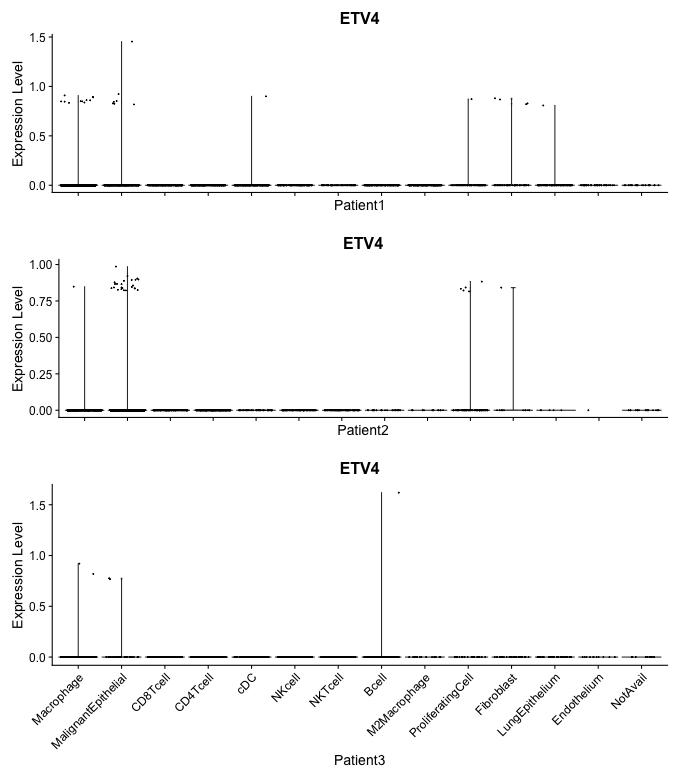 ETV4
Expression Level
1.5
1.0
0.5
0.0
Patient1
ETV4
Expression Level
1.00
0.75
0.50
0.25
0.00
Patient2
ETV4
Expression Level
1.5
1.0
0.5
0.0
Macrophage
MalignantEpithelial
CD8Tcell
CD4Tcell
cDC
NKcell
NKTcell
Bcell
M2Macrophage
ProliferatingCell
Fibroblast
LungEpithelium
Endothelium
NotAvail
Patient3